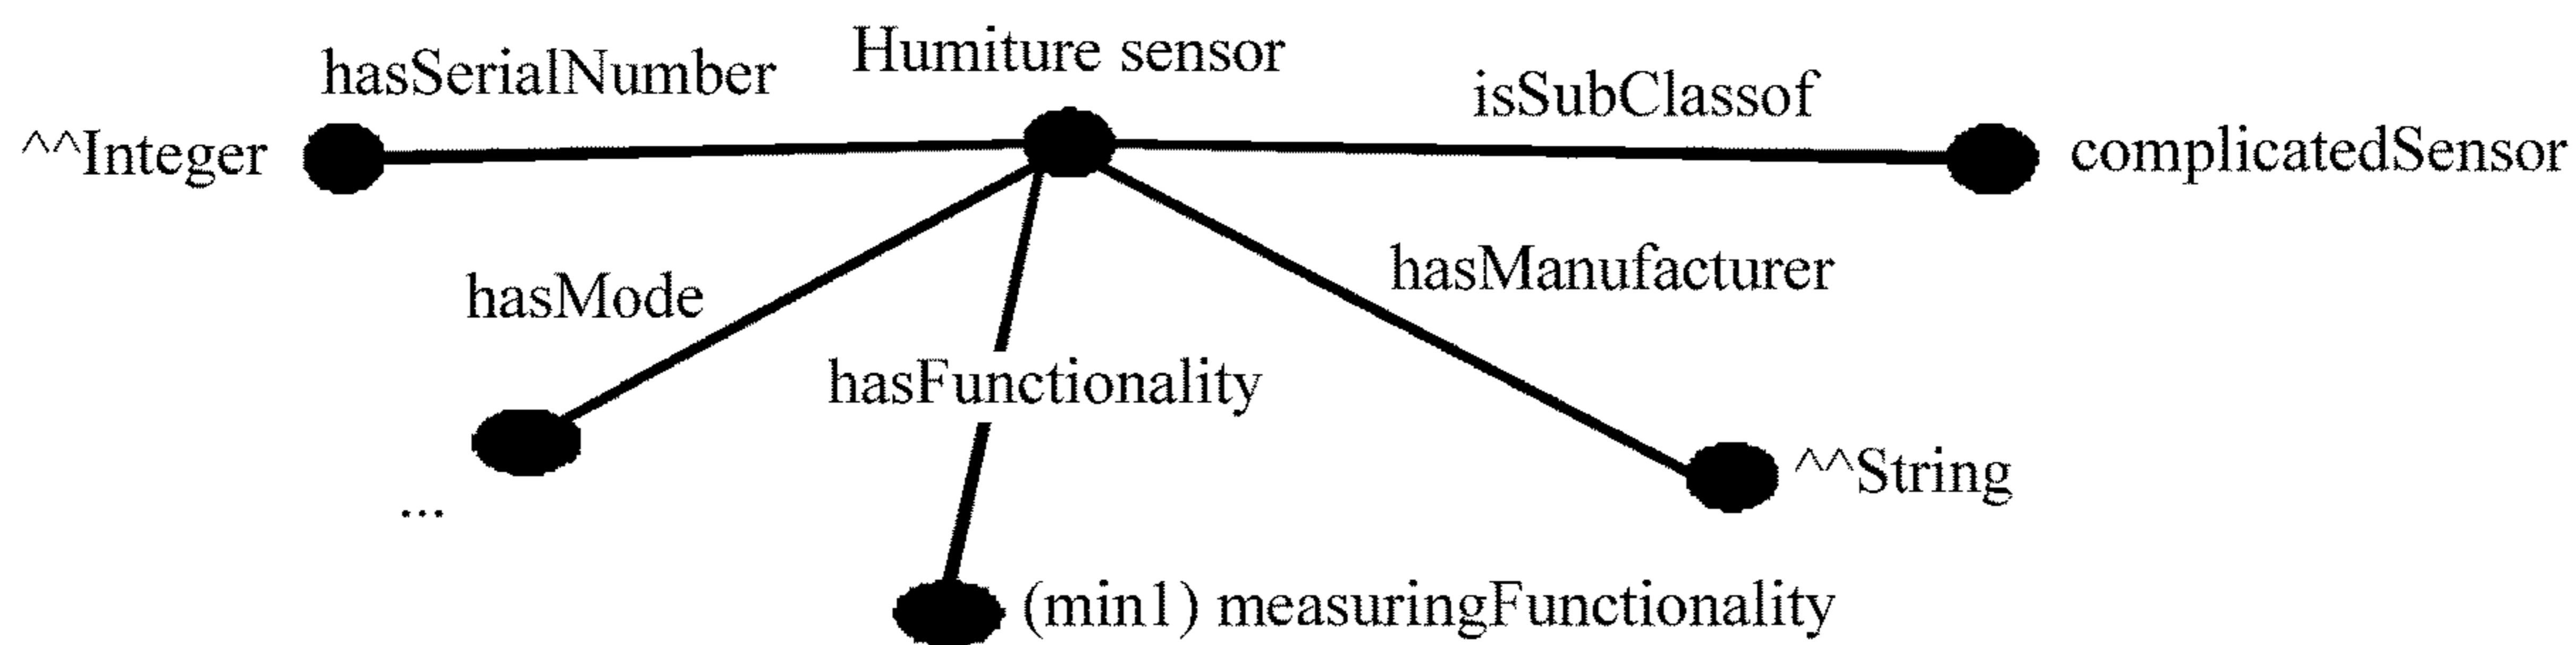 Humiture sensor
hasSerialNumber
isSubClassof
^^Integer
complicatedSensor
hasManufacturer
hasMode
hasFunctionality
^^String
...
(min1) measuringFunctionality